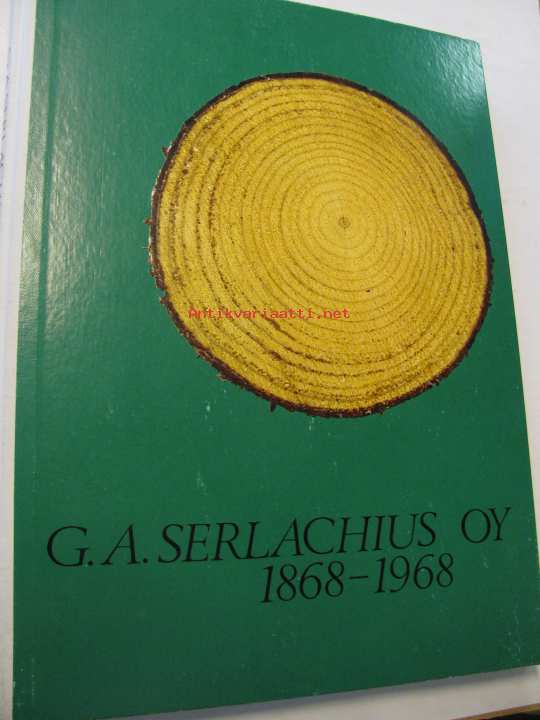 Antikvariaatti.net
G. A. SERLACHIUS OY
1868–1968